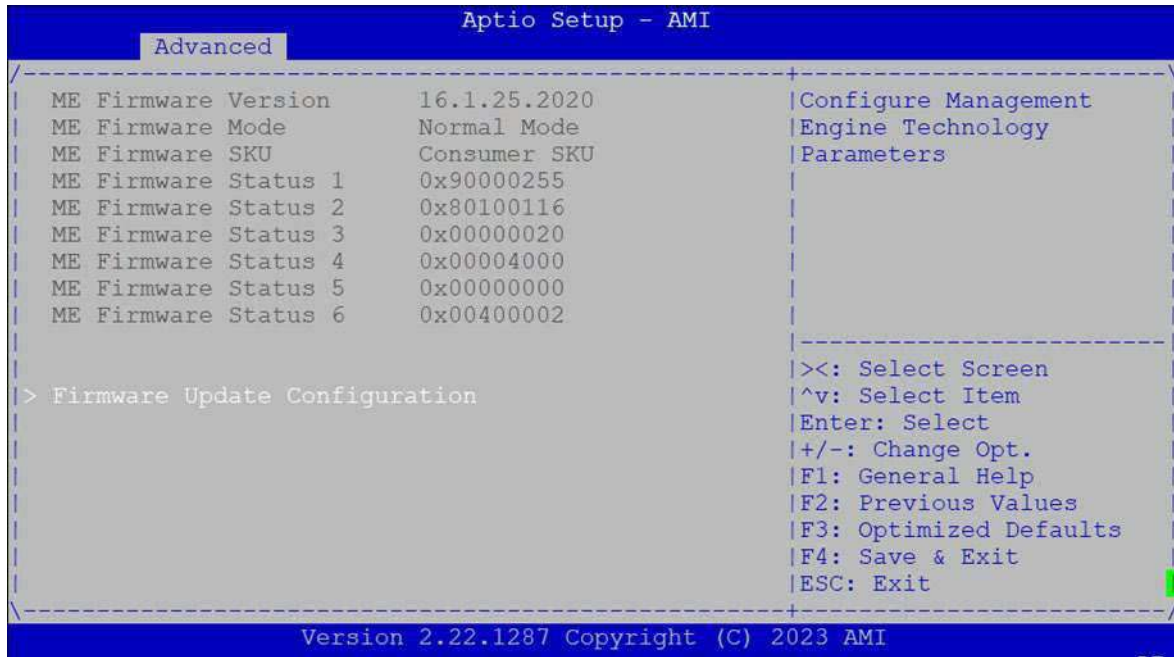 Aptio Setup - AMI
Advanced
ME Firmware Version 16.1.25.2020
ME Firmware Mode Normal Mode
ME Firmware SKU Consumer SKU
ME Firmware Status 1 0x90000255
ME Firmware Status 2 0x80100116
ME Firmware Status 3 0x00000020
ME Firmware Status 4 0x00004000
ME Firmware Status 5 0x00000000
ME Firmware Status 6 0x00400002
> Firmware Update Configuration
Configure Management
Engine Technology
Parameters
><: Select Screen
^v: Select Item
Enter: Select
+/-: Change Opt.
F1: General Help
F2: Previous Values
F3: Optimized Defaults
F4: Save & Exit
ESC: Exit
Version 2.22.1287 Copyright (C) 2023 AMI